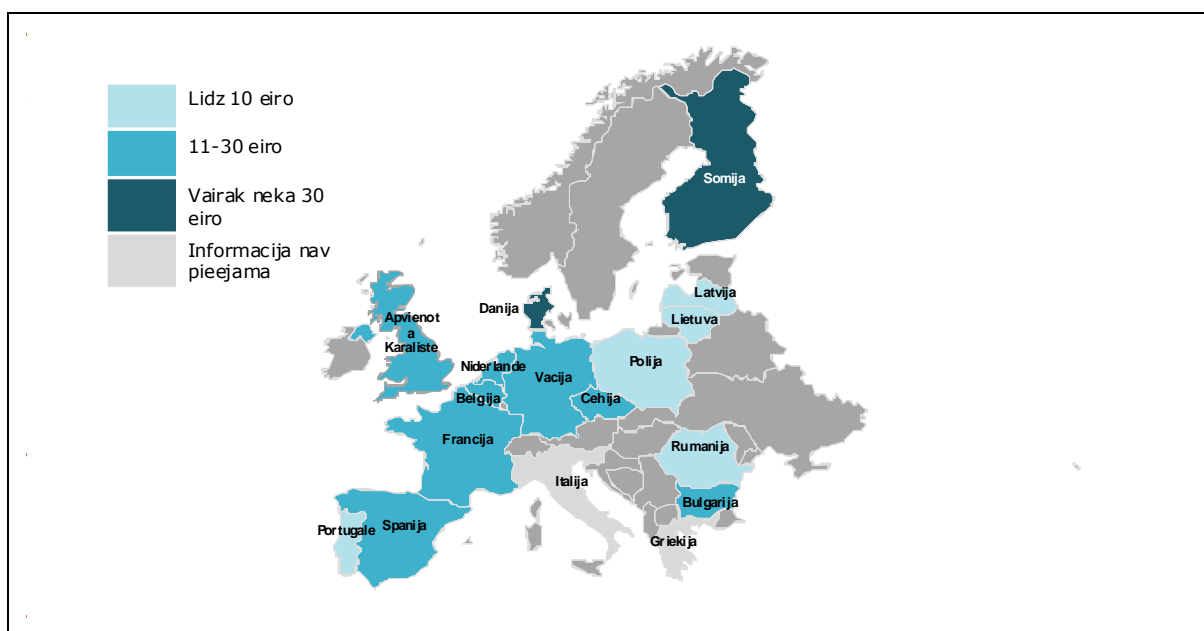 Lidz 10 eiro
11-30 eiro
Vairak neka 30
eiro
Informacija nav
pieejama
Somija
Latvija
Danija
Lietuva
Apvienot
a
Karaliste
Niderlande
Polija
Vacija
Belgija
Cehija
Francija
Rumanija
Italija
Bulgarija
Portugale
Spanija
Griekija